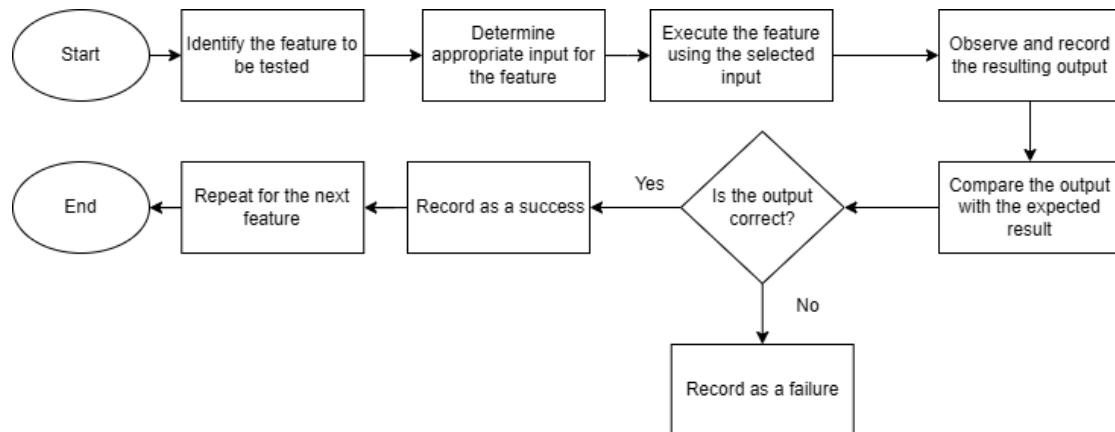 Start
Identify the feature to
be tested
Determine
appropriate input for
the feature
Execute the feature
using the selected
input
Observe and record
the resulting output
Compare the output
with the expected
result
Is the output
correct?
Yes
Record as a success
Repeat for the next
feature
End
No
Record as a failure